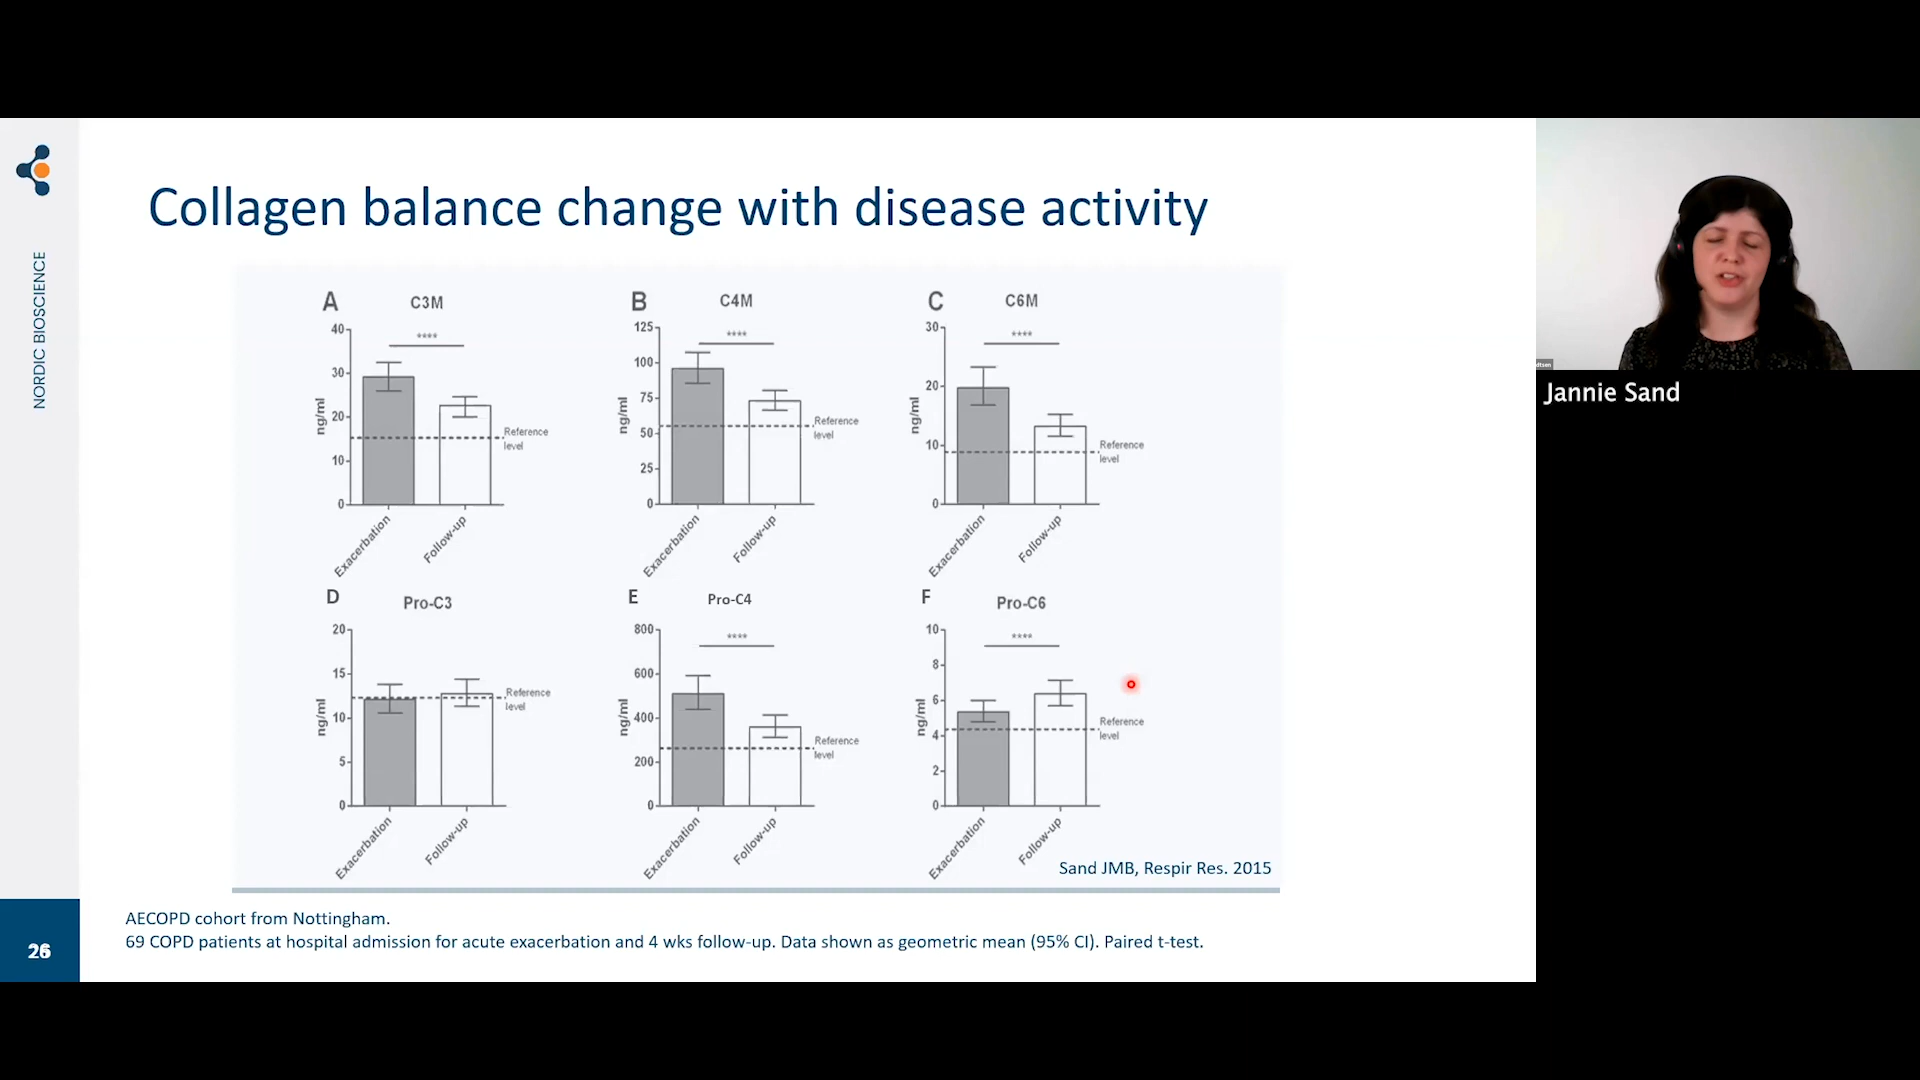 Collagen balance change with disease activity
NORDIC BIOSCIENCE
A
C3M
40
30
20
10
0
ng/ml
****
Reference
level
Exacerbation
Follow-up
B
C4M
125
100
75
50
25
0
ng/ml
****
Reference
level
Exacerbation
Follow-up
C
C6M
30
20
10
0
ng/ml
****
Reference
level
Exacerbation
Follow-up
D
Pro-C3
20
15
10
5
0
ng/ml
Reference
level
Exacerbation
Follow-up
E
Pro-C4
800
600
400
200
0
ng/ml
****
Reference
level
Exacerbation
Follow-up
F
Pro-C6
10
8
6
4
2
0
ng/ml
****
Reference
level
Exacerbation
Follow-up
Sand JMB, Respir Res. 2015
AECOPD cohort from Nottingham.
69 COPD patients at hospital admission for acute exacerbation and 4 wks follow-up. Data shown as geometric mean (95% CI). Paired t-test.
26
Jannie Sand